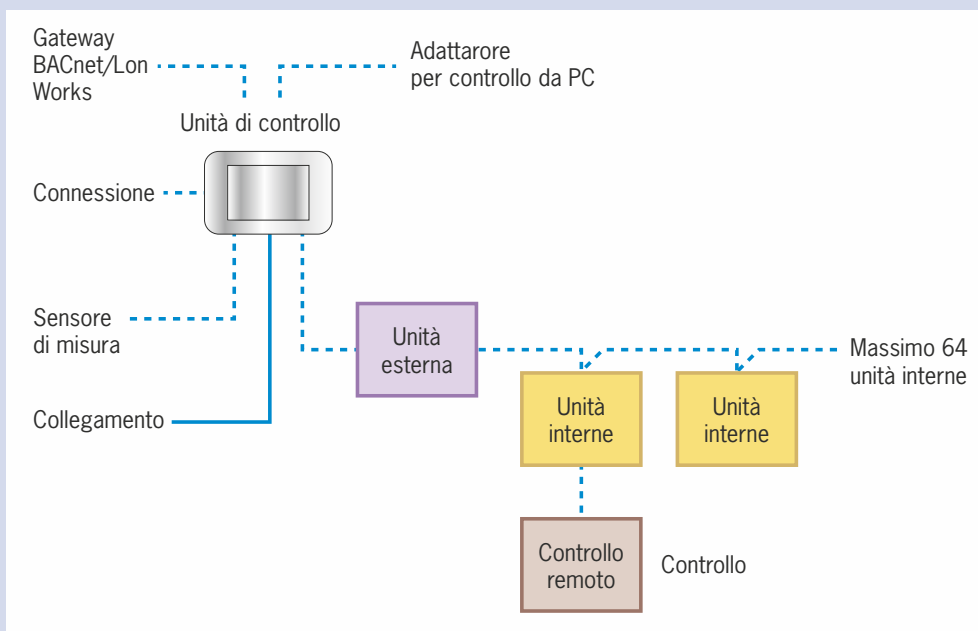 Gateway
BACnet/Lon
Works
Adattarore
per controllo da PC
Unità di controllo
Connessione
Sensore
di misura
Unità
esterna
Massimo 64
unità interne
Unità
interne
Unità
interne
Collegamento
Controllo
remoto
Controllo